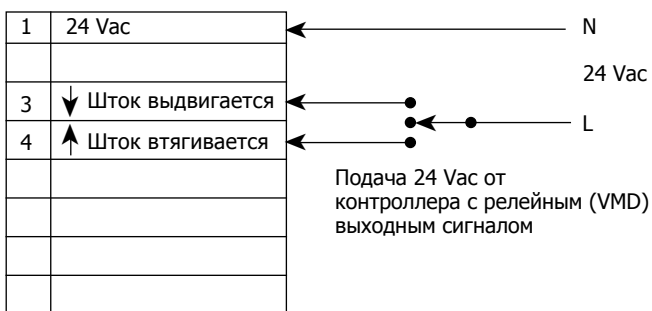 1 24 Vac N
24 Vac
3 Шток выдвигается
L
4 Шток втягивается
Подача 24 Vac от
контроллера с релейным (VMD)
выходным сигналом